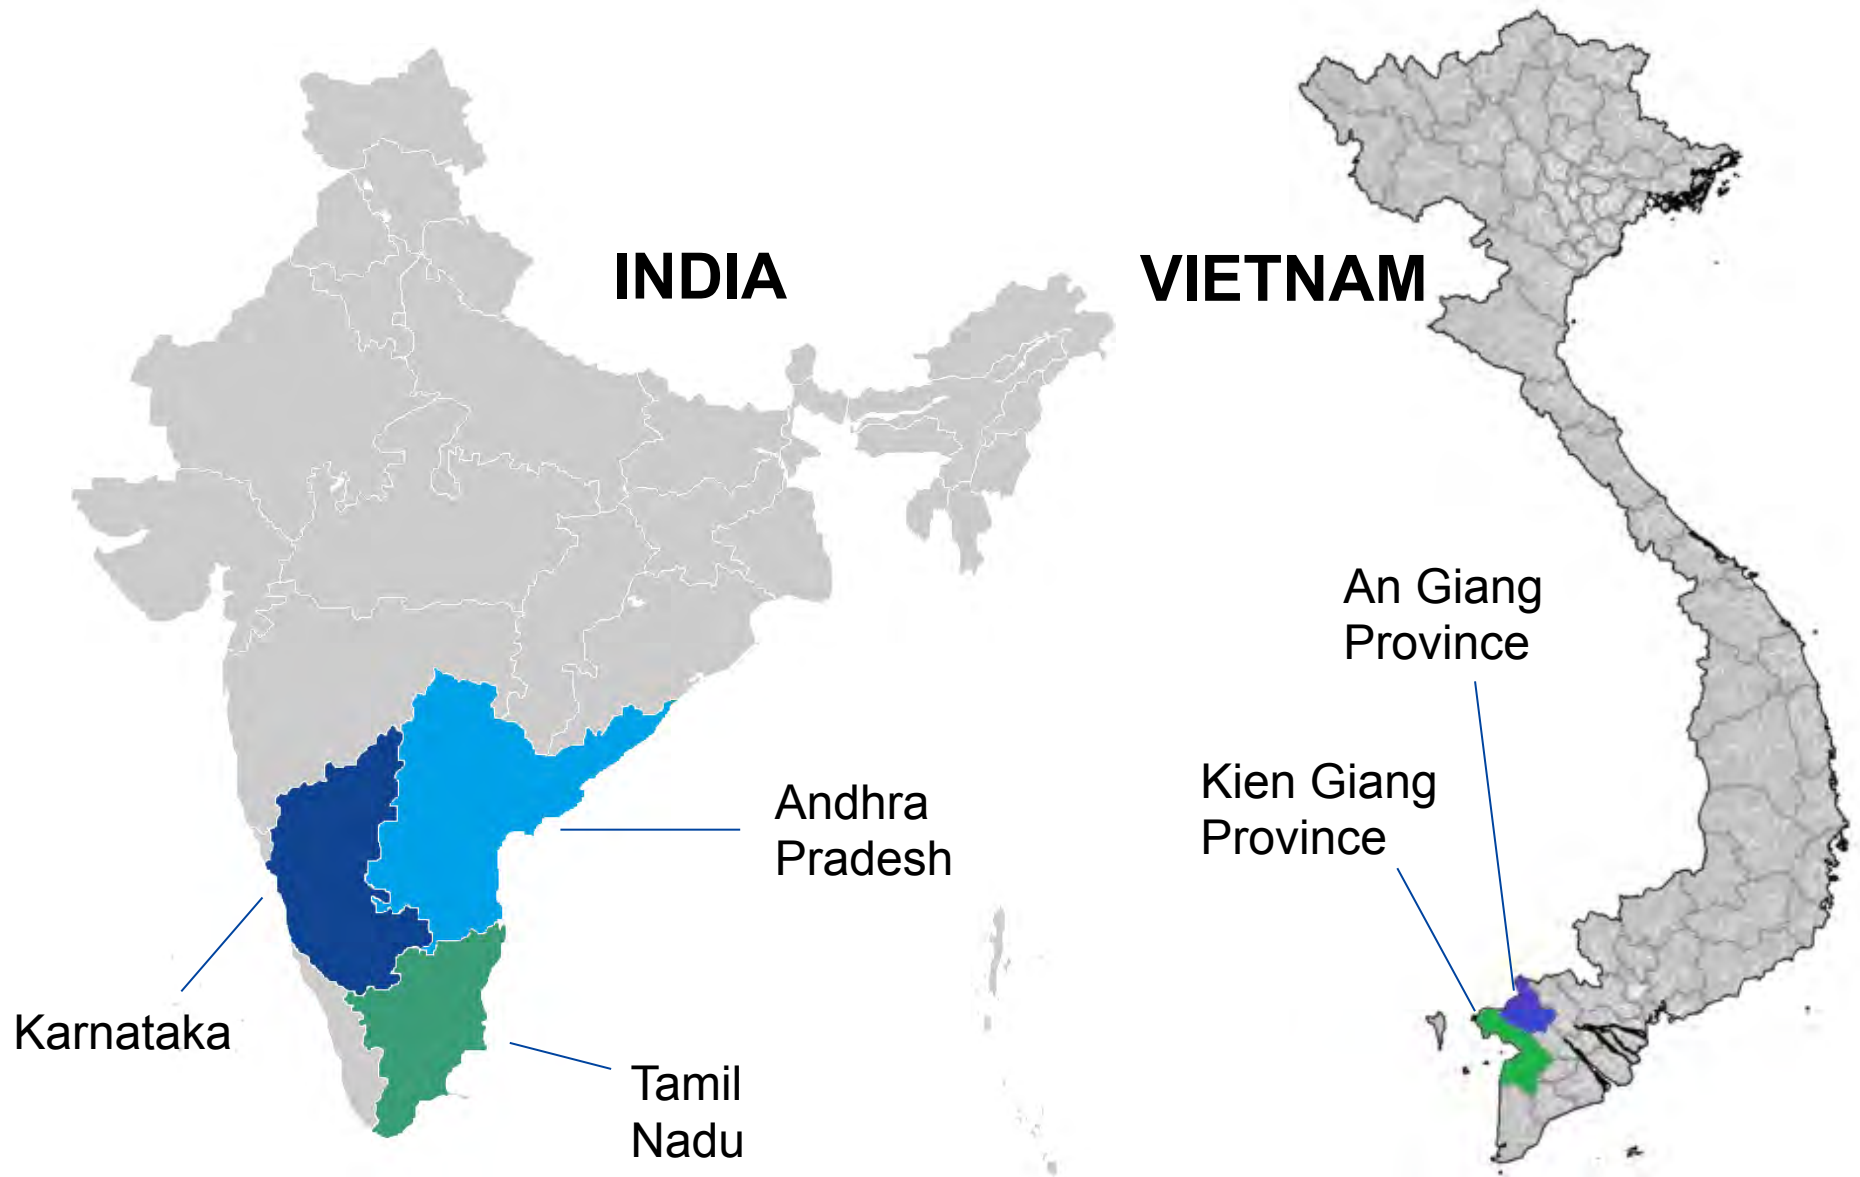 INDIA
VIETNAM
An Giang
Province
Kien Giang
Province
Andhra
Pradesh
Karnataka
Tamil
Nadu